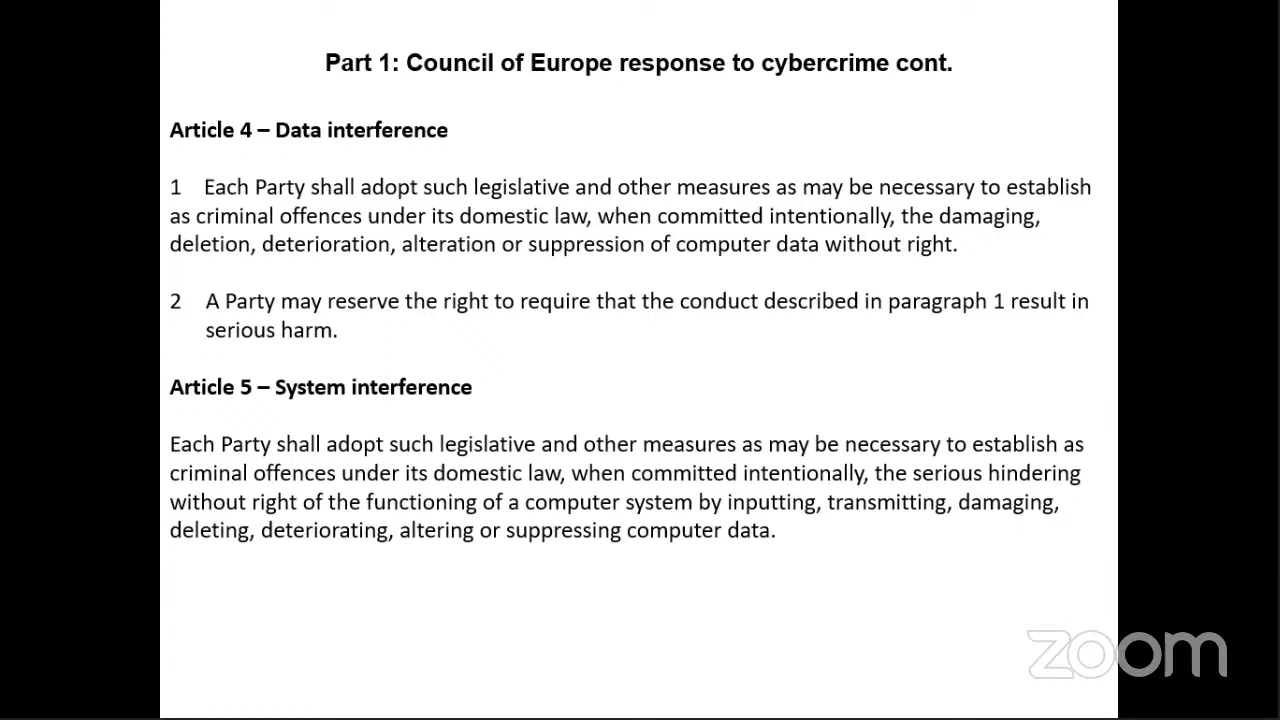 Part 1: Council of Europe response to cybercrime cont.
Article 4 – Data interference
1 Each Party shall adopt such legislative and other measures as may be necessary to establish
as criminal offences under its domestic law, when committed intentionally, the damaging,
deletion, deterioration, alteration or suppression of computer data without right.
2 A Party may reserve the right to require that the conduct described in paragraph 1 result in
serious harm.
Article 5 – System interference
Each Party shall adopt such legislative and other measures as may be necessary to establish as
criminal offences under its domestic law, when committed intentionally, the serious hindering
without right of the functioning of a computer system by inputting, transmitting, damaging,
deleting, deteriorating, altering or suppressing computer data.
zoom